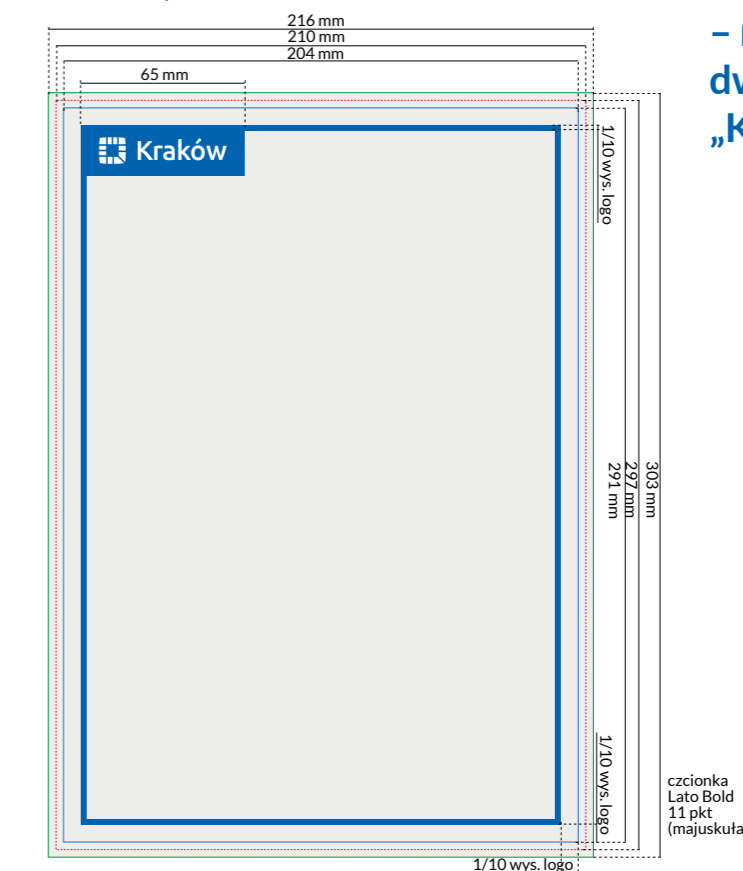 216 mm
210 mm
204 mm
65 mm
Kraków
1/10 wys. logo
291 mm
297 mm
303 mm
1/10 wys. logo
1/10 wys. logo
czcionka
Lato Bold
11 pkt
(majuskuła
–
„K